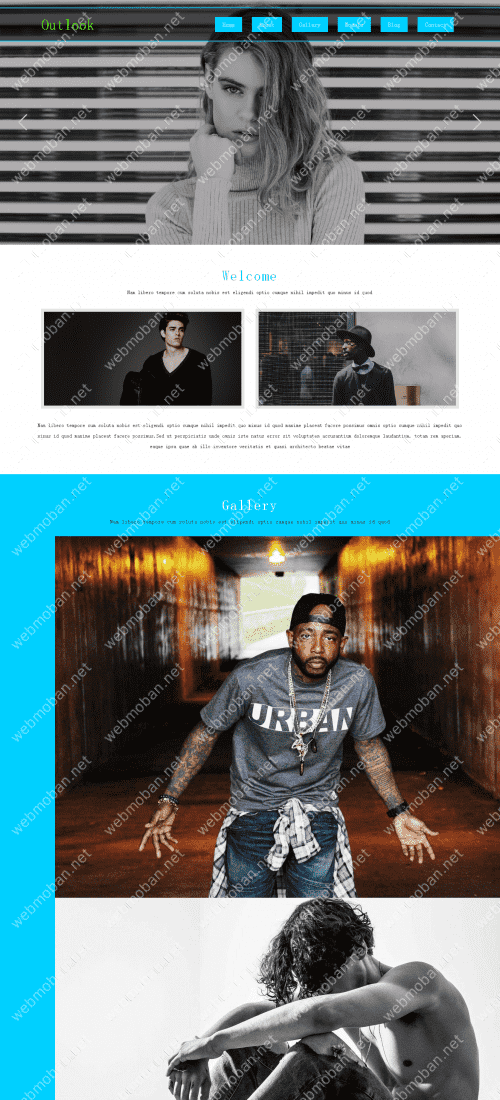 Outlook
Home
About
Gallery
Models
Blog
Contact
Welcome
Nam libero tempore cum soluta nobis est eligendi optio cumque nihil impedit quo minus id quod
Nam libero tempore cum soluta nobis est eligendi optio cumque nihil impedit quo minus id quod maxime placeat facere possimus omnis optio cumque nihil impedit quo
minus id quod maxime placeat facere possimus.Sed ut perspiciatis unde omnis iste natus error sit voluptatem accusantium doloremque laudantium, totam rem aperiam,
eaque ipsa quae ab illo inventore veritatis et quasi architecto beatae vitae
Gallery
Nam libero tempore cum soluta nobis est eligendi optio cumque nihil impedit quo minus id quod
URBAN
webmoban.net